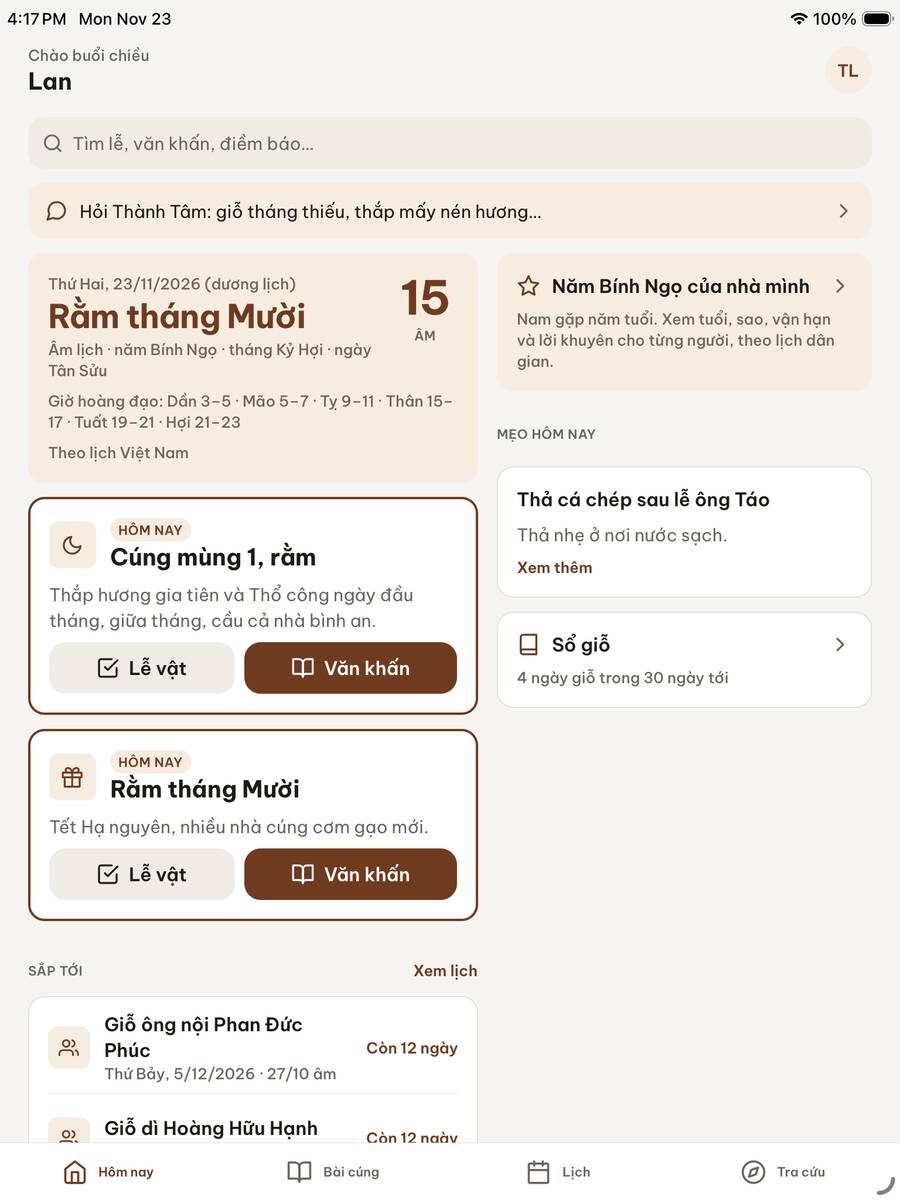 4:17 PM Mon Nov 23
100%
Chào buổi chiều
Lan
TL
Tìm lễ, văn khấn, điềm báo...
Hỏi Thành Tâm: giỗ tháng thiếu, thắp mấy nén hương...
Thứ Hai, 23/11/2026 (dương lịch)
Rằm tháng Mười
15
ÂM
Âm lịch · năm Bính Ngọ · tháng Kỷ Hợi · ngày
Tân Sửu
Giờ hoàng đạo: Dần 3–5 · Mão 5–7 · Tỵ 9–11 · Thân 15–
17 · Tuất 19–21 · Hợi 21–23
Theo lịch Việt Nam
HÔM NAY
Cúng mùng 1, rằm
Thắp hương gia tiên và Thổ công ngày đầu
tháng, giữa tháng, cầu cả nhà bình an.
Lễ vật
Văn khấn
HÔM NAY
Rằm tháng Mười
Tết Hạ nguyên, nhiều nhà cúng cơm gạo mới.
Lễ vật
Văn khấn
SẮP TỚI
Xem lịch
Giỗ ông nội Phan Đức
Phúc
Thứ Bảy, 5/12/2026 · 27/10 âm
Còn 12 ngày
Giỗ dì Hoàng Hữu Hạnh
Còn 12 ngày
Năm Bính Ngọ của nhà mình
Nam gặp năm tuổi. Xem tuổi, sao, vận hạn
và lời khuyên cho từng người, theo lịch dân
gian.
MẸO HÔM NAY
Thả cá chép sau lễ ông Táo
Thả nhẹ ở nơi nước sạch.
Xem thêm
Sổ giỗ
4 ngày giỗ trong 30 ngày tới
Hôm nay
Bài cúng
Lịch
Tra cứu